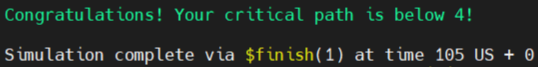 Congratulations! Your critical path is below 4!
Simulation complete via $finish(1) at time 105 US + 0